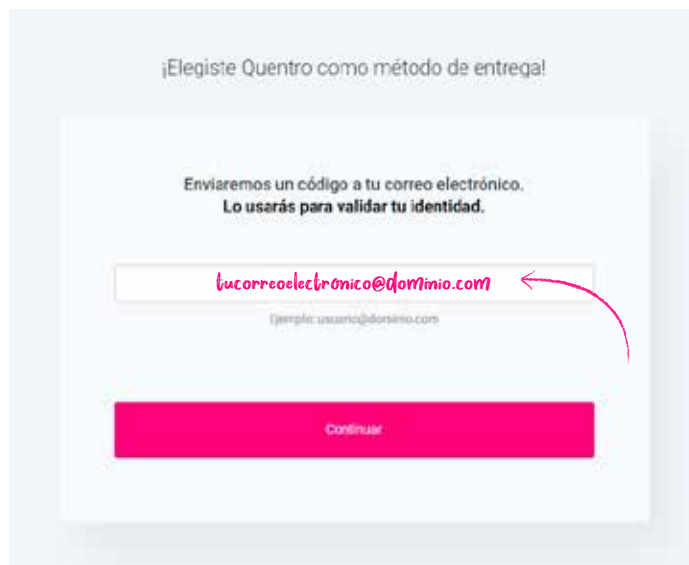 ¡Elegiste Quentro como método de entrega!
Enviaremos un código a tu correo electrónico.
Lo usarás para validar tu identidad.
tucorreoelectrónico@dominio.com
Ejemplo: usuario@dominio.com
Continuar